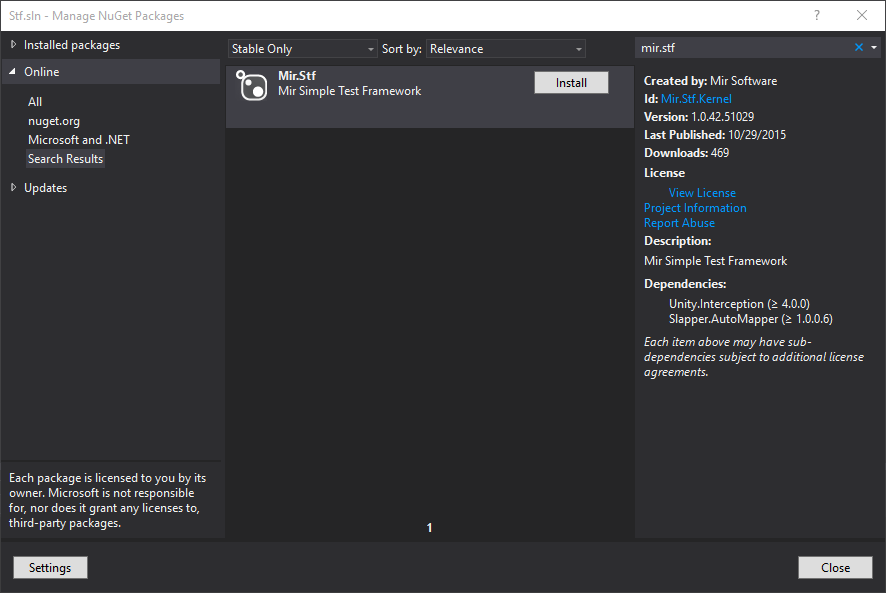 Stf.sln - Manage NuGet Packages
?
Installed packages
Online
All
nuget.org
Microsoft and .NET
Search Results
Updates
Each package is licensed to you by its
owner. Microsoft is not responsible
for, nor does it grant any licenses to,
third-party packages.
Stable Only
Sort by:
Relevance
Mir.Stf
Mir Simple Test Framework
Install
1
mir.stf
Created by: Mir Software
Id: Mir.Stf.Kernel
Version: 1.0.42.51029
Last Published: 10/29/2015
Downloads: 469
License
View License
Project Information
Report Abuse
Description:
Mir Simple Test Framework
Dependencies:
Unity.Interception (≥ 4.0.0)
Slapper.AutoMapper (≥ 1.0.0.6)
Each item above may have sub-
dependencies subject to additional license
agreements.
Settings
Close